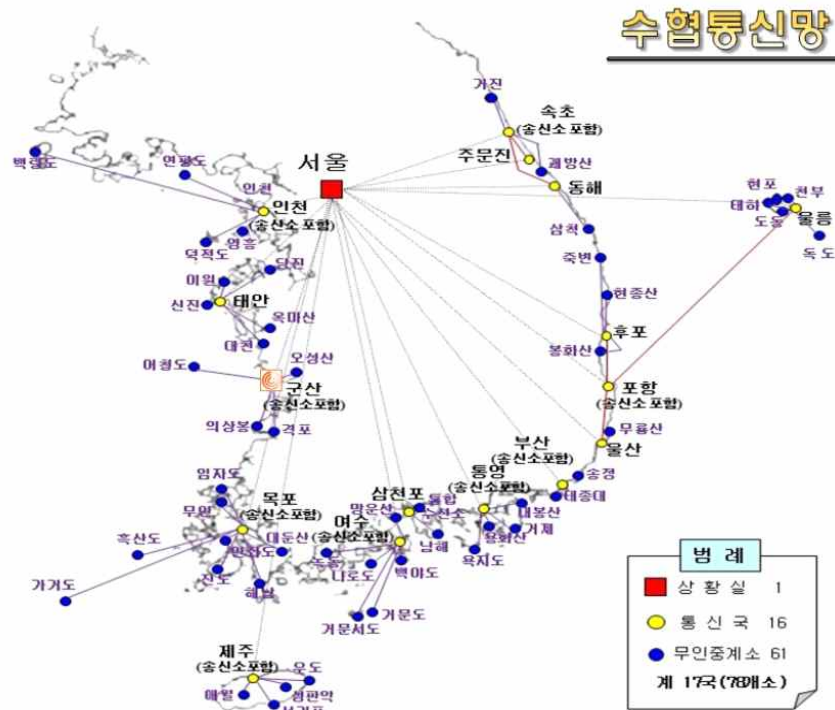 수협통신망
거진
속초
(송신소포함)
주문진
괘방산
동해
삼척
죽변
현종산
후포
봉화산
포항
(송신소포함)
무룡산
울산
현포
천부
태하
도동
울릉
독도
서울
백령도
연평도
인천
인천
(송신소포함)
영흥
덕적도
당진
이원
태안
신진
옥마산
대천
어청도
오성산
군산
(송신소포함)
의상봉
격포
임자도
목포
(송신소포함)
흑산도
대둔산
가거도
진도
여수
(송신소포함)
삼천포
망운산
나로도
백야도
남해
거문서도
거문도
통영
(송신소포함)
대봉산
용화산
거제
욕지도
부산
(송신소포함)
송정
태종대
제주
(송신소포함)
우도
성판악
범례
상황실 1
통신국 16
무인중계소 61
계 17국(78개소)